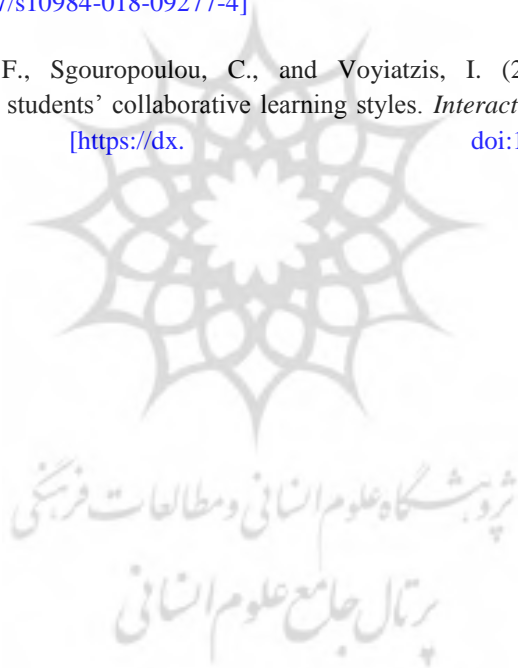 7/s10984-018-09277-4]
F., Sgouropoulou, C., and Voyiatzis, I. (2
students’ collaborative learning styles. Interact
[https://dx. doi:1
پژوهشگاه علوم انسانی و مطالعات فرهنگی
پرتال جامع علوم انسانی